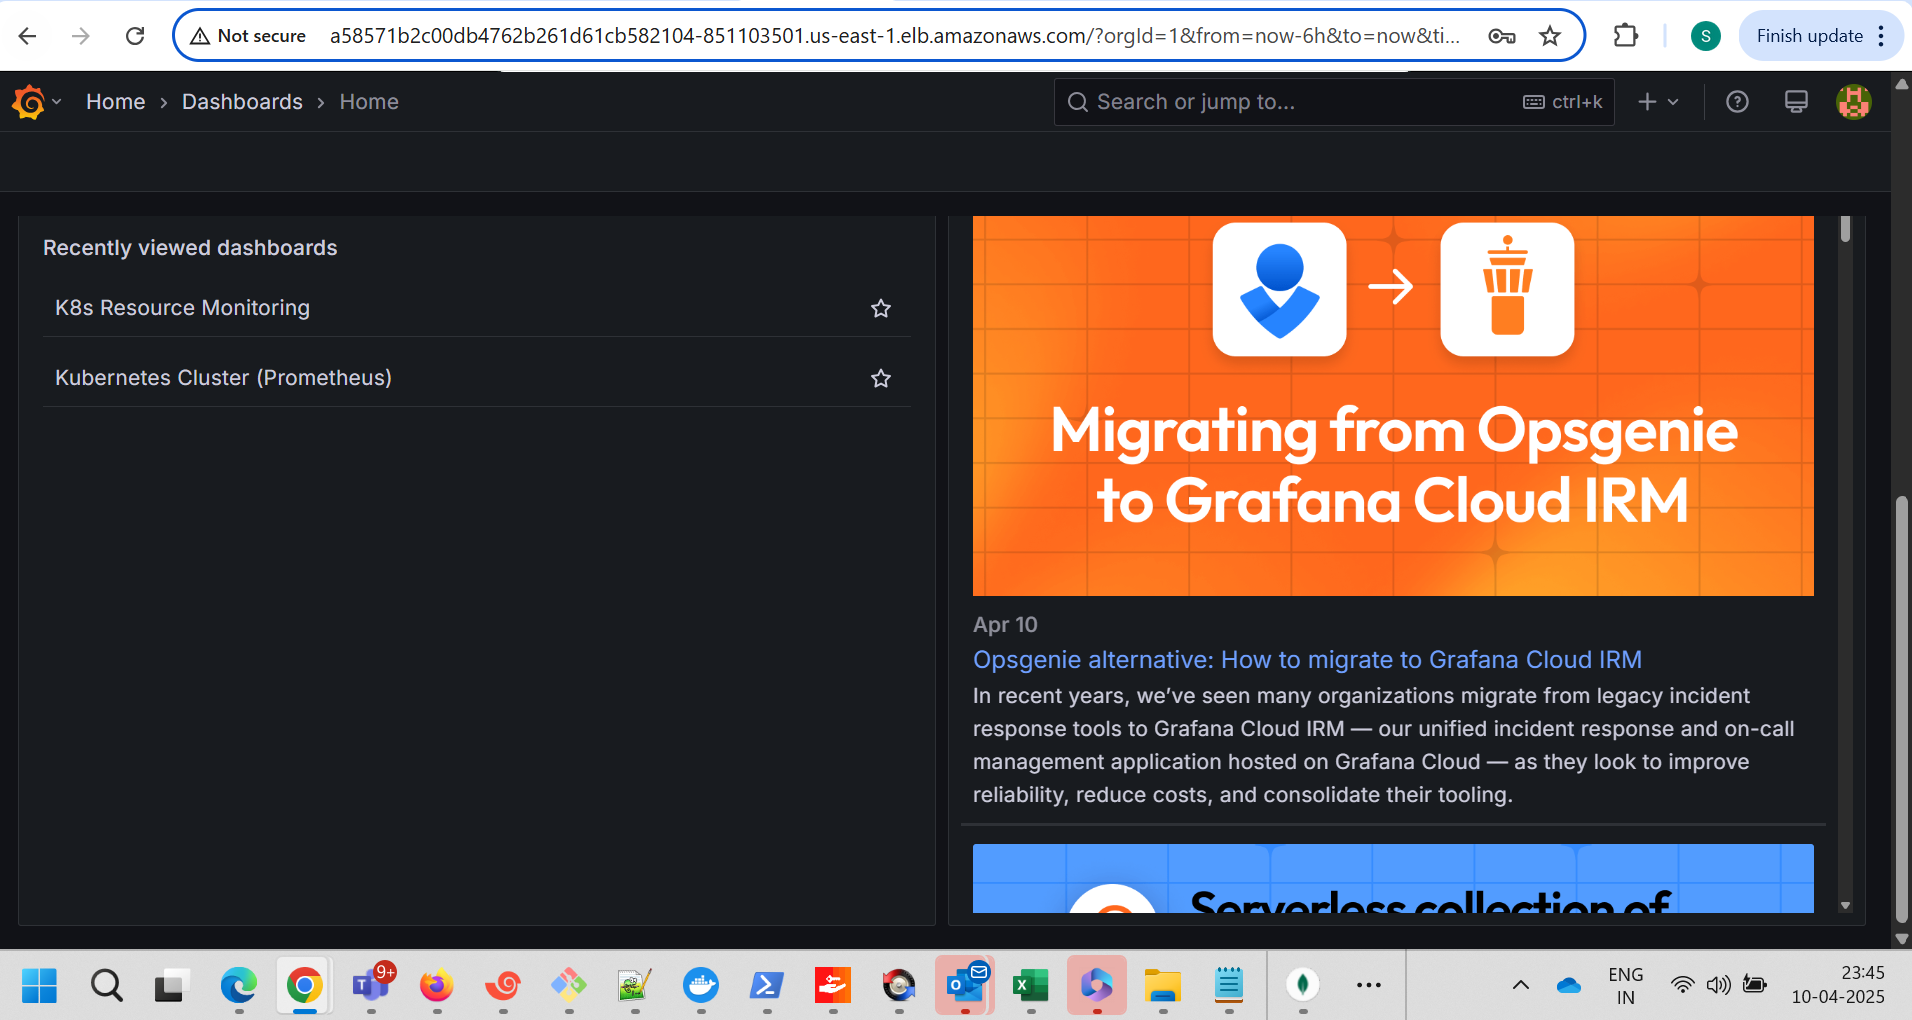 Not secure
a58571b2c00db4762b261d61cb582104-851103501.us-east-1.elb.amazonaws.com/?orgId=1&from=now-6h&to=now&ti...
S
Finish update
Home › Dashboards › Home
Search or jump to...
ctrl+k
Recently viewed dashboards
K8s Resource Monitoring
Kubernetes Cluster (Prometheus)
Migrating from Opsgenie
to Grafana Cloud IRM
Apr 10
Opsgenie alternative: How to migrate to Grafana Cloud IRM
In recent years, we’ve seen many organizations migrate from legacy incident
response tools to Grafana Cloud IRM — our unified incident response and on-call
management application hosted on Grafana Cloud — as they look to improve
reliability, reduce costs, and consolidate their tooling.
Serverless collection of
9+
ENG
IN
23:45
10-04-2025